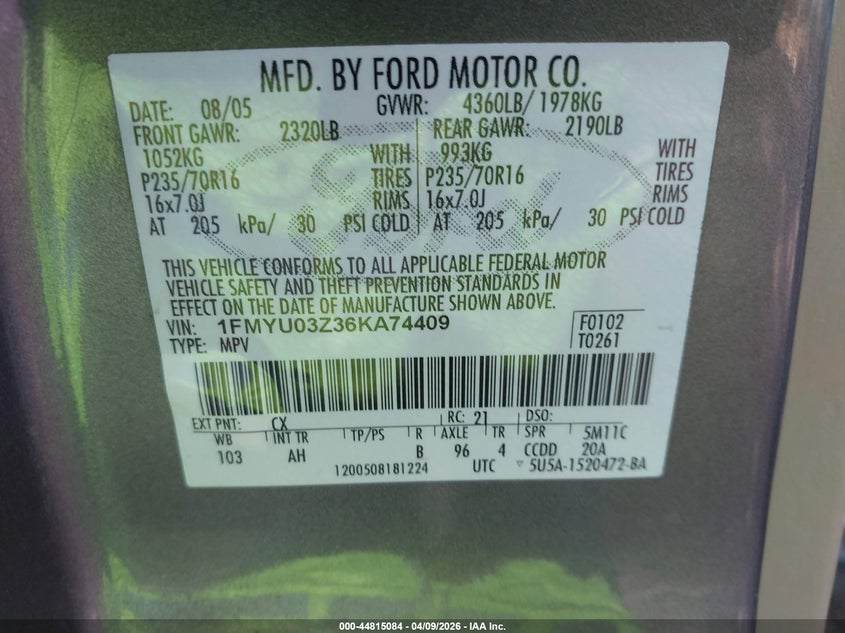 MFD. BY FORD MOTOR CO.
DATE: 08/05 GVWR: 4360LB/ 1978KG
FRONT GAWR: 2320LB REAR GAWR: 2190LB
1052KG WITH 993KG WITH
P235/70R16 TIRES P235/70R16 TIRES
16x7.0J RIMS 16x7.0J RIMS
AT 205 kPa/ 30 PSI COLD AT 205 kPa/ 30 PSI COLD
Ford
THIS VEHICLE CONFORMS TO ALL APPLICABLE FEDERAL MOTOR
VEHICLE SAFETY AND THEFT PREVENTION STANDARDS IN
EFFECT ON THE DATE OF MANUFACTURE SHOWN ABOVE.
VIN: 1FMYU03Z36KA74409 F0102
TYPE: MPV T0261
EXT PNT: CX RC: 21 DSO:
WB INT TR TP/PS R AXLE TR SPR 5M11C
103 AH B 96 4 CCDD 20A
1200508181224 UTC ▽ 5U5A-1520472-BA
000-44815084 | 04/09/2026 - IAA Inc.